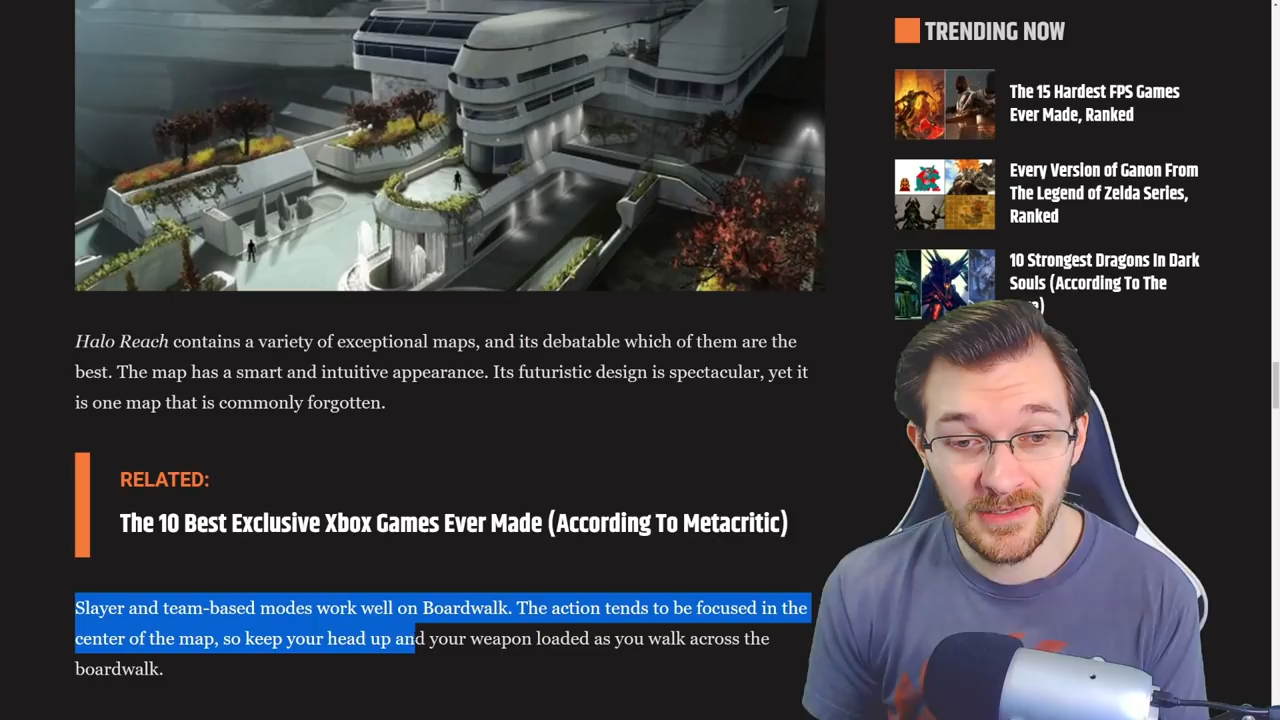 TRENDING NOW
The 15 Hardest FPS Games
Ever Made, Ranked
Every Version of Ganon From
The Legend of Zelda Series,
Ranked
10 Strongest Dragons In Dark
Souls (According To The
Halo Reach contains a variety of exceptional maps, and its debatable which of them are the
best. The map has a smart and intuitive appearance. Its futuristic design is spectacular, yet it
is one map that is commonly forgotten.
RELATED:
The 10 Best Exclusive Xbox Games Ever Made (According To Metacritic)
Slayer and team-based modes work well on Boardwalk. The action tends to be focused in the
center of the map, so keep your head up and your weapon loaded as you walk across the
boardwalk.